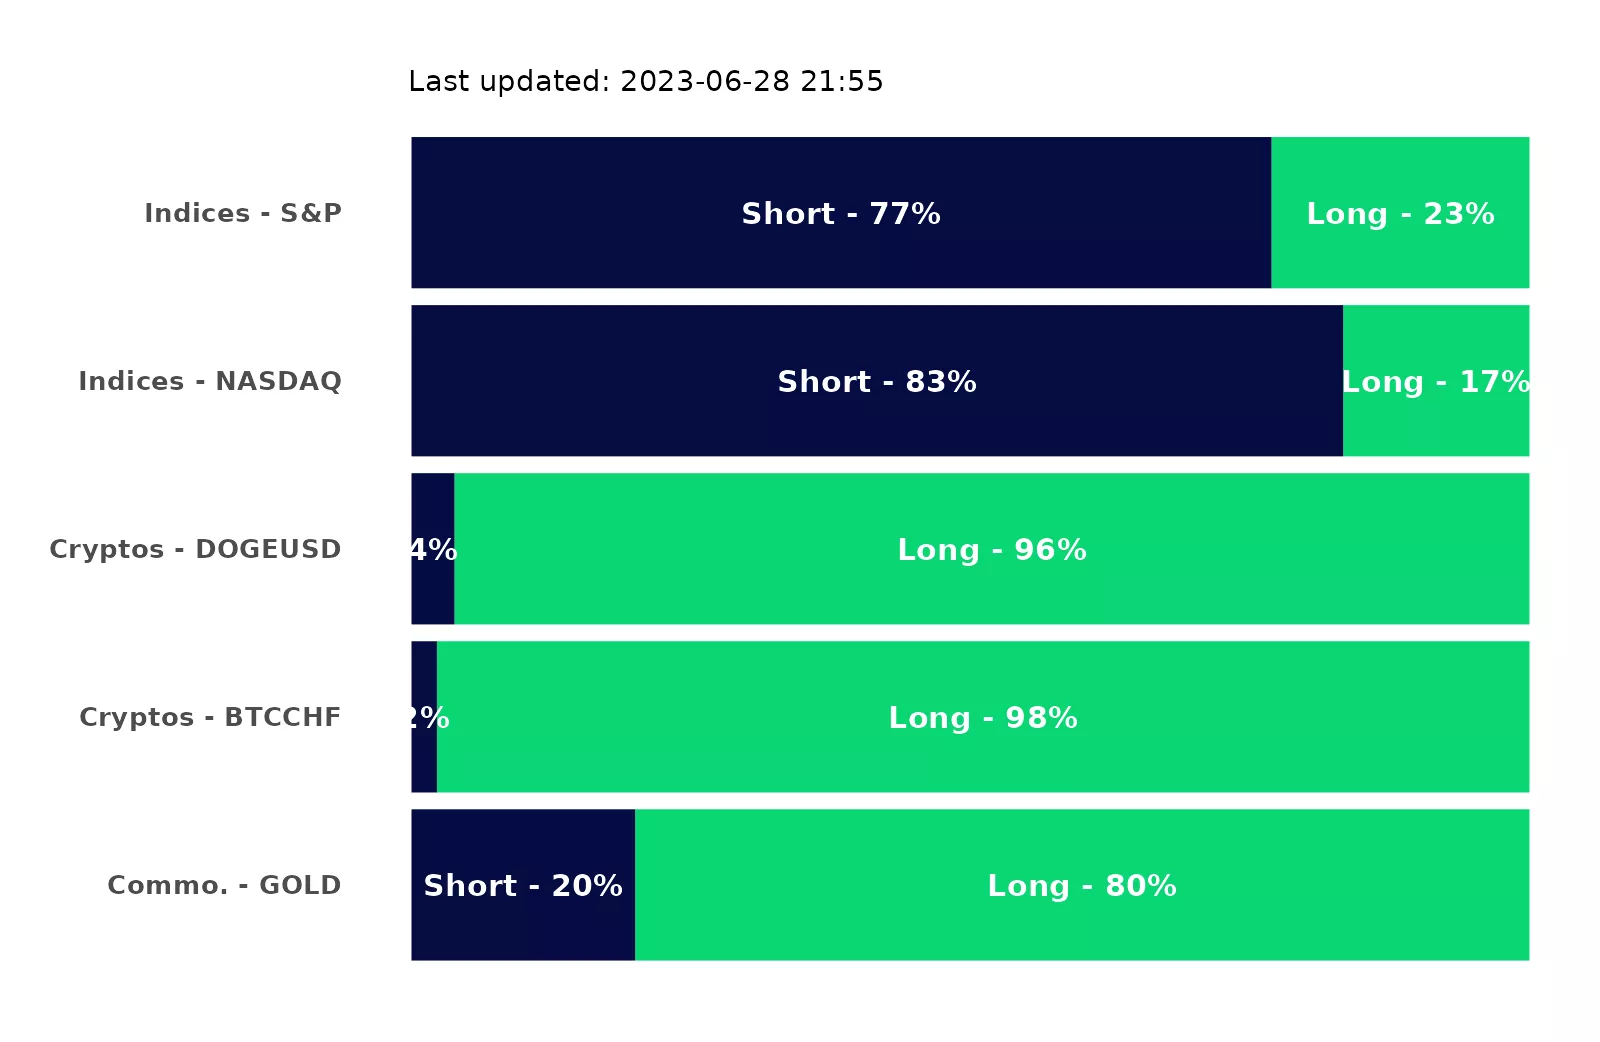 Last updated: 2023-06-28 21:55
Indices - S&P Short - 77% Long - 23%
Indices - NASDAQ Short - 83% Long - 17%
Cryptos - DOGEUSD 4% Long - 96%
Cryptos - BTCCHF 2% Long - 98%
Commo. - GOLD Short - 20% Long - 80%